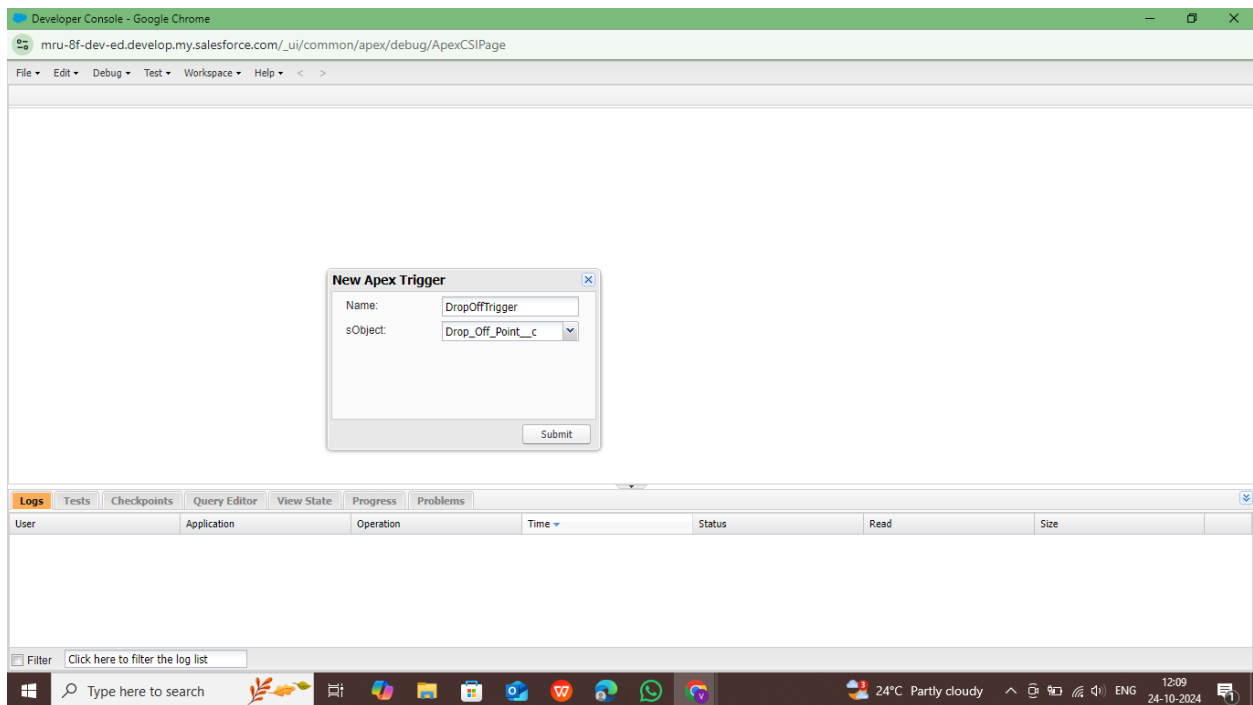 Developer Console - Google Chrome
mru-8f-dev-ed.develop.my.salesforce.com/_ui/common/apex/debug/ApexCSIPage
File Edit Debug Test Workspace Help < >
New Apex Trigger
Name: DropOffTrigger
sObject: Drop_Off_Point__c
Submit
Logs Tests Checkpoints Query Editor View State Progress Problems
User Application Operation Time Status Read Size
Filter Click here to filter the log list
Type here to search
3 24°C Partly cloudy ENG 12:09
24-10-2024 1